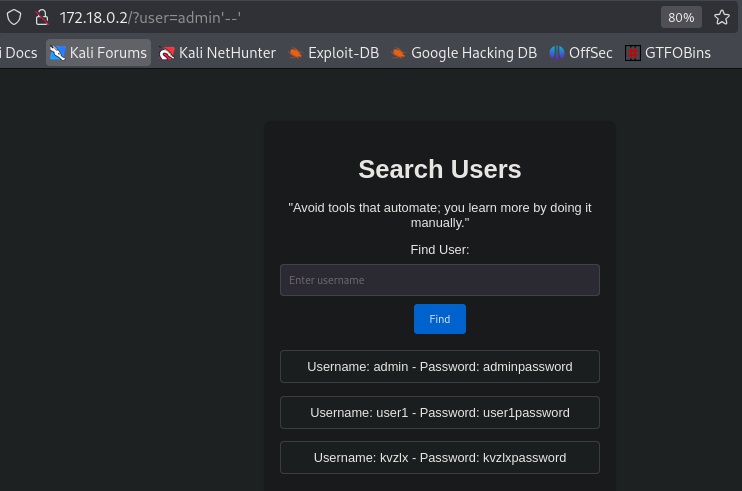 172.18.0.2/?user=admin'--'
80%
i Docs
Kali Forums
Kali NetHunter
Exploit-DB
Google Hacking DB
OffSec
GTFOBins
Search Users
"Avoid tools that automate; you learn more by doing it
manually."
Find User:
Enter username
Find
Username: admin - Password: adminpassword
Username: user1 - Password: user1password
Username: kvzlx - Password: kvzlxpassword